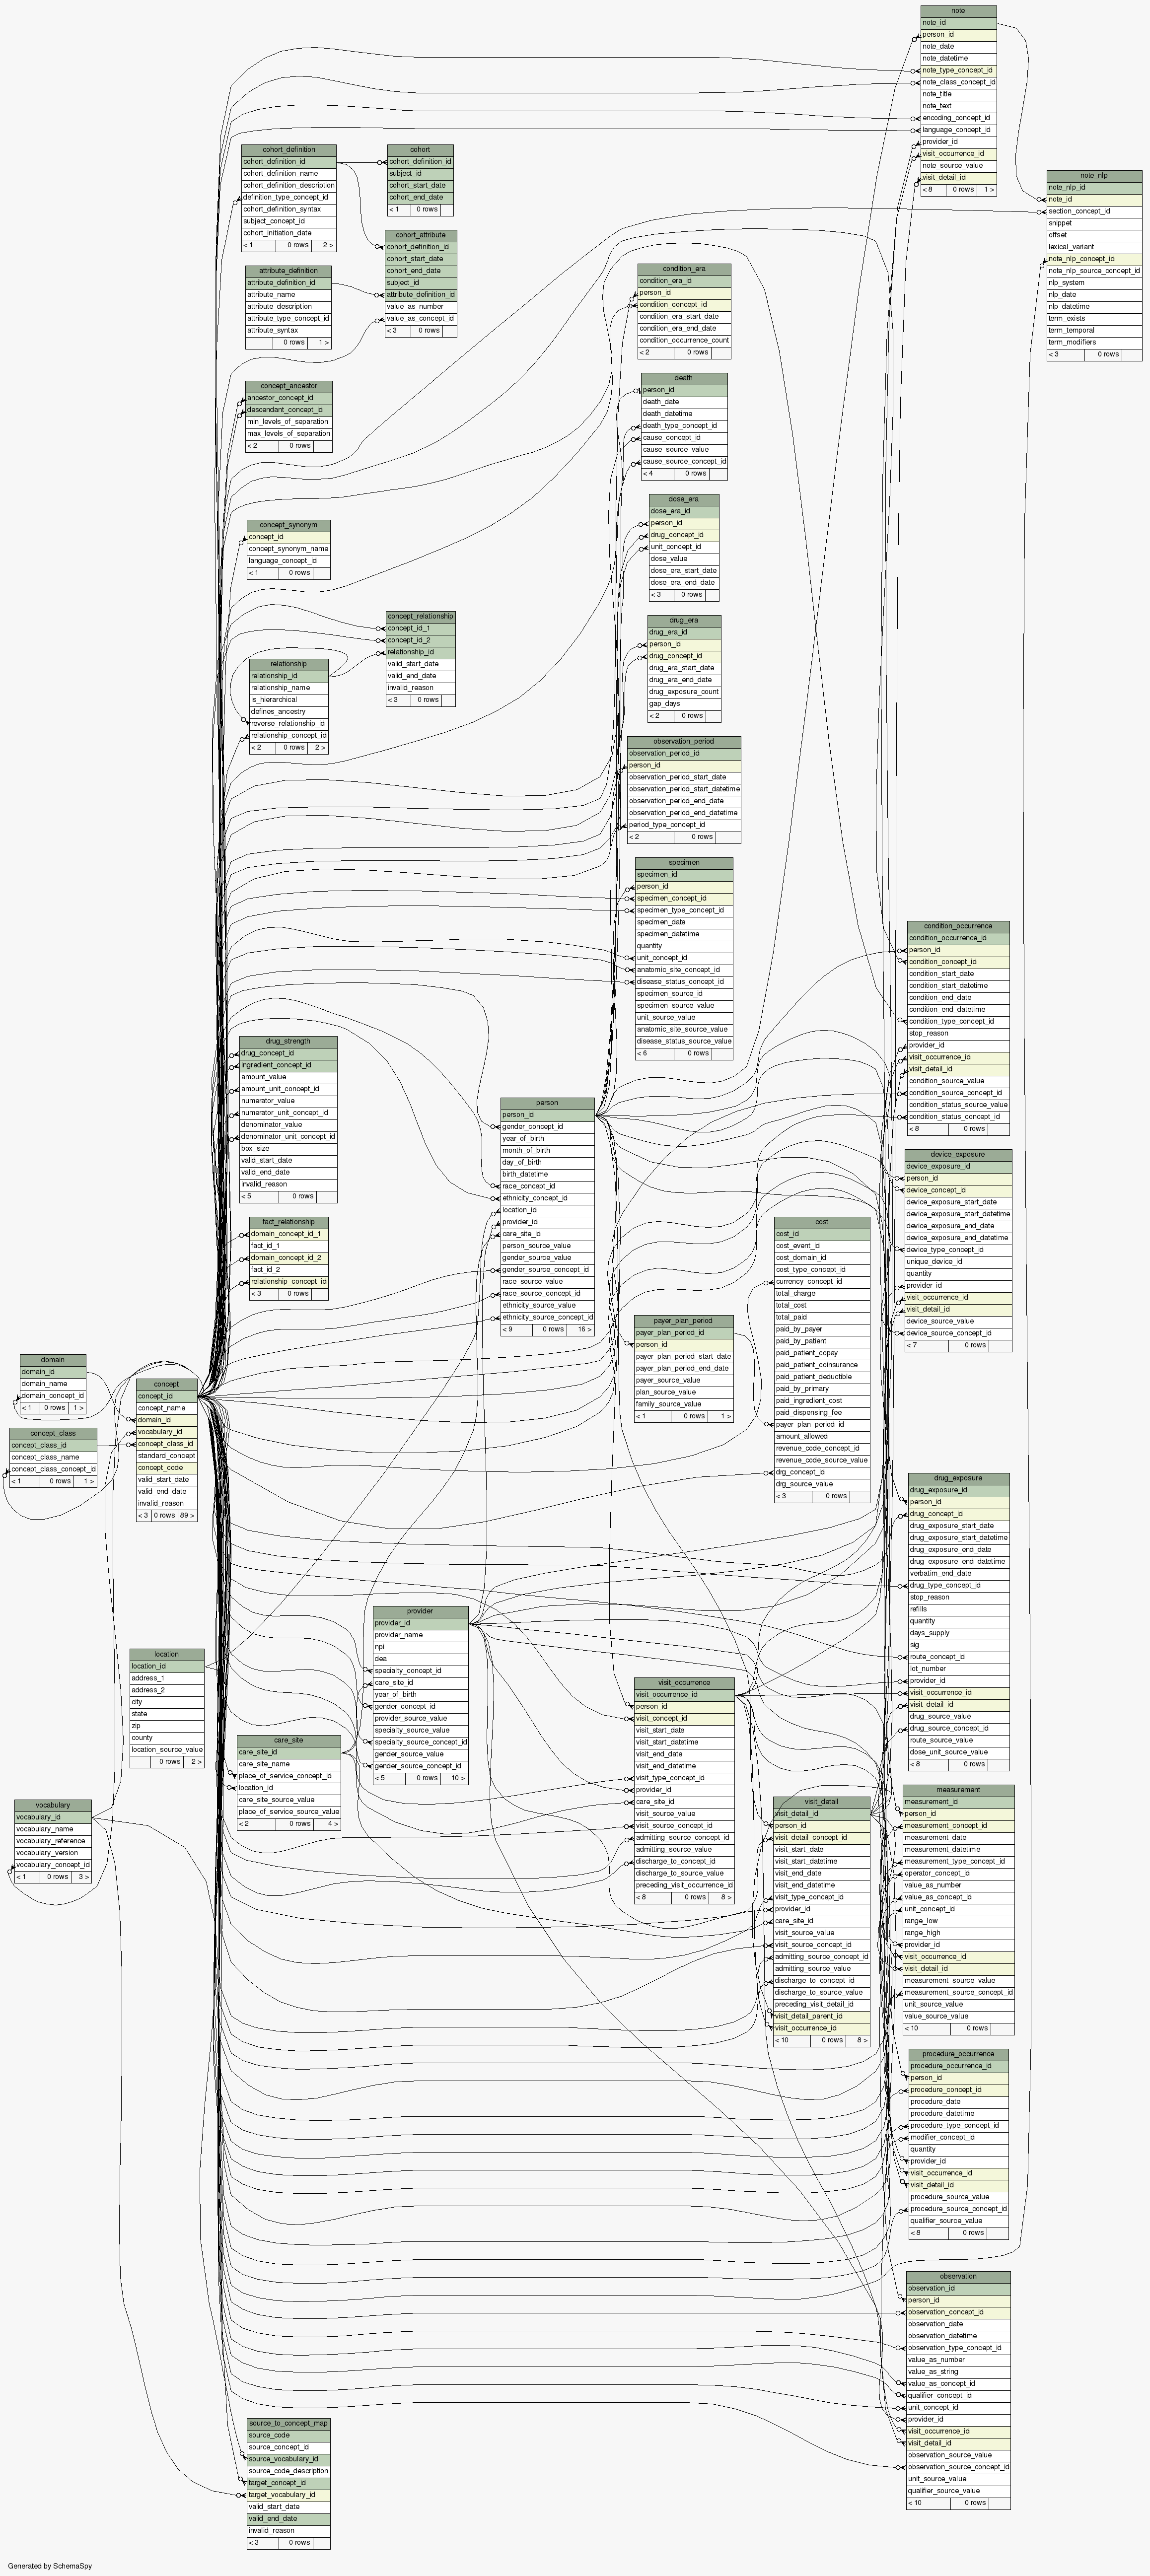 note
note_id
person_id
note_date
note_datetime
note_type_concept_id
note_class_concept_id
note_title
note_text
encoding_concept_id
language_concept_id
provider_id
visit_occurrence_id
note_source_value
visit_detail_id
< 8 0 rows 1 >
note_nlp
note_nlp_id
note_id
section_concept_id
snippet
offset
lexical_variant
note_nlp_concept_id
note_nlp_source_concept_id
nlp_system
nlp_date
nlp_datetime
term_exists
term_temporal
term_modifiers
< 3 0 rows
cohort_definition
cohort_definition_id
cohort_definition_name
cohort_definition_description
definition_type_concept_id
cohort_definition_syntax
subject_concept_id
cohort_initiation_date
< 1 0 rows 2 >
cohort
cohort_definition_id
subject_id
cohort_start_date
cohort_end_date
< 1 0 rows
cohort_attribute
cohort_definition_id
cohort_start_date
cohort_end_date
subject_id
attribute_definition_id
value_as_number
value_as_concept_id
< 3 0 rows
attribute_definition
attribute_definition_id
attribute_name
attribute_description
attribute_type_concept_id
attribute_syntax
0 rows 1 >
condition_era
condition_era_id
person_id
condition_concept_id
condition_era_start_date
condition_era_end_date
condition_occurrence_count
< 2 0 rows
concept_ancestor
ancestor_concept_id
descendant_concept_id
min_levels_of_separation
max_levels_of_separation
< 2 0 rows
death
person_id
death_date
death_datetime
death_type_concept_id
cause_concept_id
cause_source_value
cause_source_concept_id
< 4 0 rows
dose_era
dose_era_id
person_id
drug_concept_id
unit_concept_id
dose_value
dose_era_start_date
dose_era_end_date
< 3 0 rows
concept_synonym
concept_id
concept_synonym_name
language_concept_id
< 1 0 rows
concept_relationship
concept_id_1
concept_id_2
relationship_id
valid_start_date
valid_end_date
invalid_reason
< 3 0 rows
relationship
relationship_id
relationship_name
is_hierarchical
defines_ancestry
reverse_relationship_id
relationship_concept_id
< 2 0 rows 2 >
drug_era
drug_era_id
person_id
drug_concept_id
drug_era_start_date
drug_era_end_date
drug_exposure_count
gap_days
< 2 0 rows
observation_period
observation_period_id
person_id
observation_period_start_date
observation_period_start_datetime
observation_period_end_date
observation_period_end_datetime
period_type_concept_id
< 2 0 rows
specimen
specimen_id
person_id
specimen_concept_id
specimen_type_concept_id
specimen_date
specimen_datetime
quantity
unit_concept_id
anatomic_site_concept_id
disease_status_concept_id
specimen_source_id
specimen_source_value
unit_source_value
anatomic_site_source_value
disease_status_source_value
< 6 0 rows
condition_occurrence
condition_occurrence_id
person_id
condition_concept_id
condition_start_date
condition_start_datetime
condition_end_date
condition_end_datetime
condition_type_concept_id
stop_reason
provider_id
visit_occurrence_id
visit_detail_id
condition_source_value
condition_source_concept_id
condition_status_source_value
condition_status_concept_id
< 8 0 rows
drug_strength
drug_concept_id
ingredient_concept_id
amount_value
amount_unit_concept_id
numerator_value
numerator_unit_concept_id
denominator_value
denominator_unit_concept_id
box_size
valid_start_date
valid_end_date
invalid_reason
< 5 0 rows
person
person_id
gender_concept_id
year_of_birth
month_of_birth
day_of_birth
birth_datetime
race_concept_id
ethnicity_concept_id
location_id
provider_id
care_site_id
person_source_value
gender_source_value
gender_source_concept_id
race_source_value
race_source_concept_id
ethnicity_source_value
ethnicity_source_concept_id
< 9 0 rows 16 >
device_exposure
device_exposure_id
person_id
device_concept_id
device_exposure_start_date
device_exposure_start_datetime
device_exposure_end_date
device_exposure_end_datetime
device_type_concept_id
unique_device_id
quantity
provider_id
visit_occurrence_id
visit_detail_id
device_source_value
device_source_concept_id
< 7 0 rows
fact_relationship
domain_concept_id_1
fact_id_1
domain_concept_id_2
fact_id_2
relationship_concept_id
< 3 0 rows
cost
cost_id
cost_event_id
cost_domain_id
cost_type_concept_id
currency_concept_id
total_charge
total_cost
total_paid
paid_by_payer
paid_by_patient
paid_patient_copay
paid_patient_coinsurance
paid_patient_deductible
paid_by_primary
paid_ingredient_cost
paid_dispensing_fee
payer_plan_period_id
amount_allowed
revenue_code_concept_id
revenue_code_source_value
drg_concept_id
drg_source_value
< 3 0 rows
payer_plan_period
payer_plan_period_id
person_id
payer_plan_period_start_date
payer_plan_period_end_date
payer_source_value
plan_source_value
family_source_value
< 1 0 rows 1 >
domain
domain_id
domain_name
domain_concept_id
< 1 0 rows 1 >
concept_class
concept_class_id
concept_class_name
concept_class_concept_id
< 1 0 rows 1 >
concept
concept_id
concept_name
domain_id
vocabulary_id
concept_class_id
standard_concept
concept_code
valid_start_date
valid_end_date
invalid_reason
< 3 0 rows 89 >
drug_exposure
drug_exposure_id
person_id
drug_concept_id
drug_exposure_start_date
drug_exposure_start_datetime
drug_exposure_end_date
drug_exposure_end_datetime
verbatim_end_date
drug_type_concept_id
stop_reason
refills
quantity
days_supply
sig
route_concept_id
lot_number
provider_id
visit_occurrence_id
visit_detail_id
drug_source_value
drug_source_concept_id
route_source_value
dose_unit_source_value
< 8 0 rows
provider
provider_id
provider_name
npi
dea
specialty_concept_id
care_site_id
year_of_birth
gender_concept_id
provider_source_value
specialty_source_value
specialty_source_concept_id
gender_source_value
gender_source_concept_id
< 5 0 rows 10 >
location
location_id
address_1
address_2
city
state
zip
county
location_source_value
0 rows 2 >
care_site
care_site_id
care_site_name
place_of_service_concept_id
location_id
care_site_source_value
place_of_service_source_value
< 2 0 rows 4 >
visit_occurrence
visit_occurrence_id
person_id
visit_concept_id
visit_start_date
visit_start_datetime
visit_end_date
visit_end_datetime
visit_type_concept_id
provider_id
care_site_id
visit_source_value
visit_source_concept_id
admitting_source_concept_id
admitting_source_value
discharge_to_concept_id
discharge_to_source_value
preceding_visit_occurrence_id
< 8 0 rows 8 >
vocabulary
vocabulary_id
vocabulary_name
vocabulary_reference
vocabulary_version
vocabulary_concept_id
< 1 0 rows 3 >
visit_detail
visit_detail_id
person_id
visit_detail_concept_id
visit_start_date
visit_start_datetime
visit_end_date
visit_end_datetime
visit_type_concept_id
provider_id
care_site_id
visit_source_value
visit_source_concept_id
admitting_source_concept_id
admitting_source_value
discharge_to_concept_id
discharge_to_source_value
preceding_visit_detail_id
visit_detail_parent_id
visit_occurrence_id
< 10 0 rows 8 >
measurement
measurement_id
person_id
measurement_concept_id
measurement_date
measurement_datetime
measurement_type_concept_id
operator_concept_id
value_as_number
value_as_concept_id
unit_concept_id
range_low
range_high
provider_id
visit_occurrence_id
visit_detail_id
measurement_source_value
measurement_source_concept_id
unit_source_value
value_source_value
< 10 0 rows
procedure_occurrence
procedure_occurrence_id
person_id
procedure_concept_id
procedure_date
procedure_datetime
procedure_type_concept_id
modifier_concept_id
quantity
provider_id
visit_occurrence_id
visit_detail_id
procedure_source_value
procedure_source_concept_id
qualifier_source_value
< 8 0 rows
observation
observation_id
person_id
observation_concept_id
observation_date
observation_datetime
observation_type_concept_id
value_as_number
value_as_string
value_as_concept_id
qualifier_concept_id
unit_concept_id
provider_id
visit_occurrence_id
visit_detail_id
observation_source_value
observation_source_concept_id
unit_source_value
qualifier_source_value
< 10 0 rows
source_to_concept_map
source_code
source_concept_id
source_vocabulary_id
source_code_description
target_concept_id
target_vocabulary_id
valid_start_date
valid_end_date
invalid_reason
< 3 0 rows
Generated by SchemaSpy